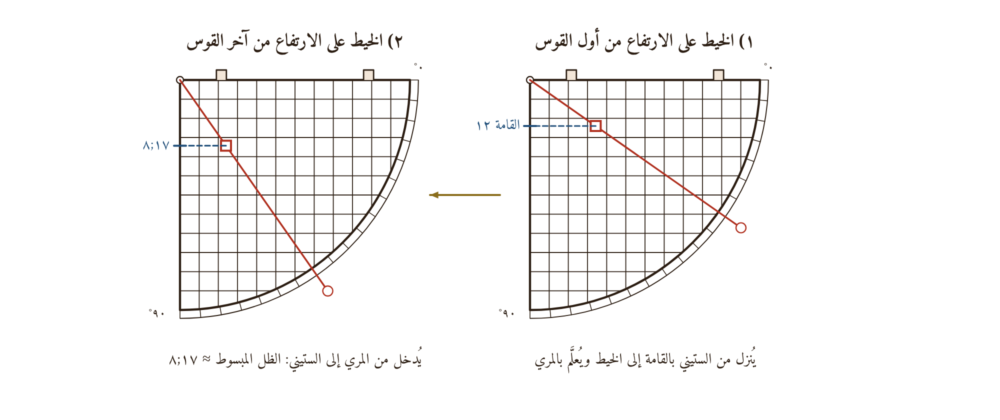 ١) الخيط على الارتفاع من أول القوس
٢) الخيط على الارتفاع من آخر القوس
٠°
٠°
القامة ١٢
٨;١٧
٩٠°
٩٠°
يُنزل من الستيني بالقامة إلى الخيط ويُعلَّم بالمري
يُدخل من المري إلى الستيني: الظل المبسوط ≈ ٨;١٧